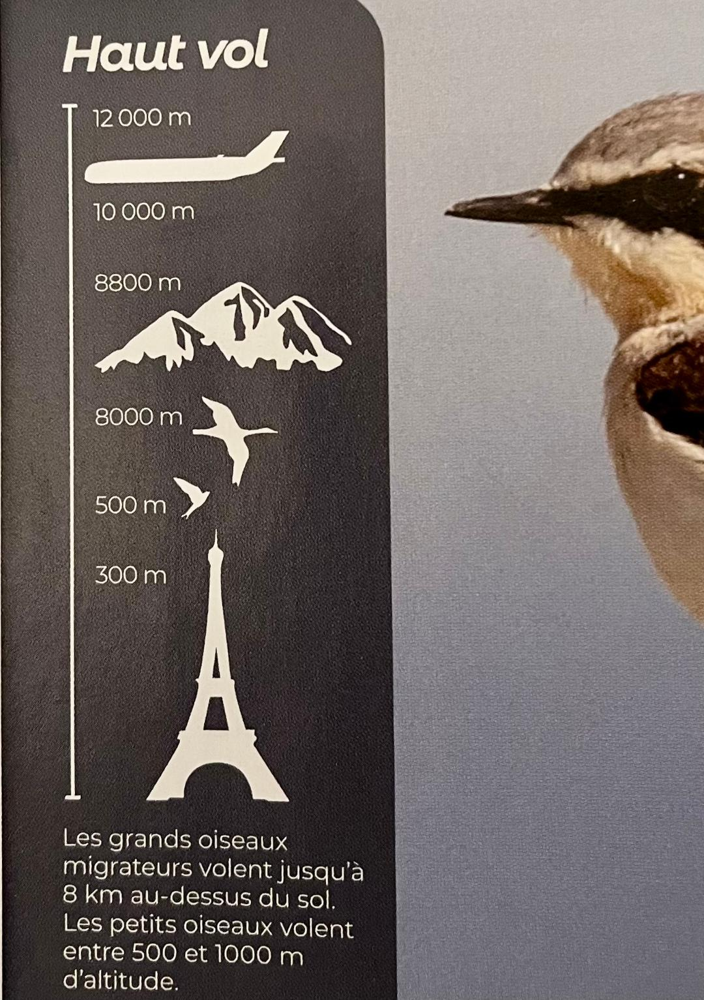 Haut vol
12 000 m
10 000 m
8800 m
8000 m
500 m
300 m
Les grands oiseaux
migrateurs volent jusqu'à
8 km au-dessus du sol.
Les petits oiseaux volent
entre 500 et 1000 m
d'altitude.